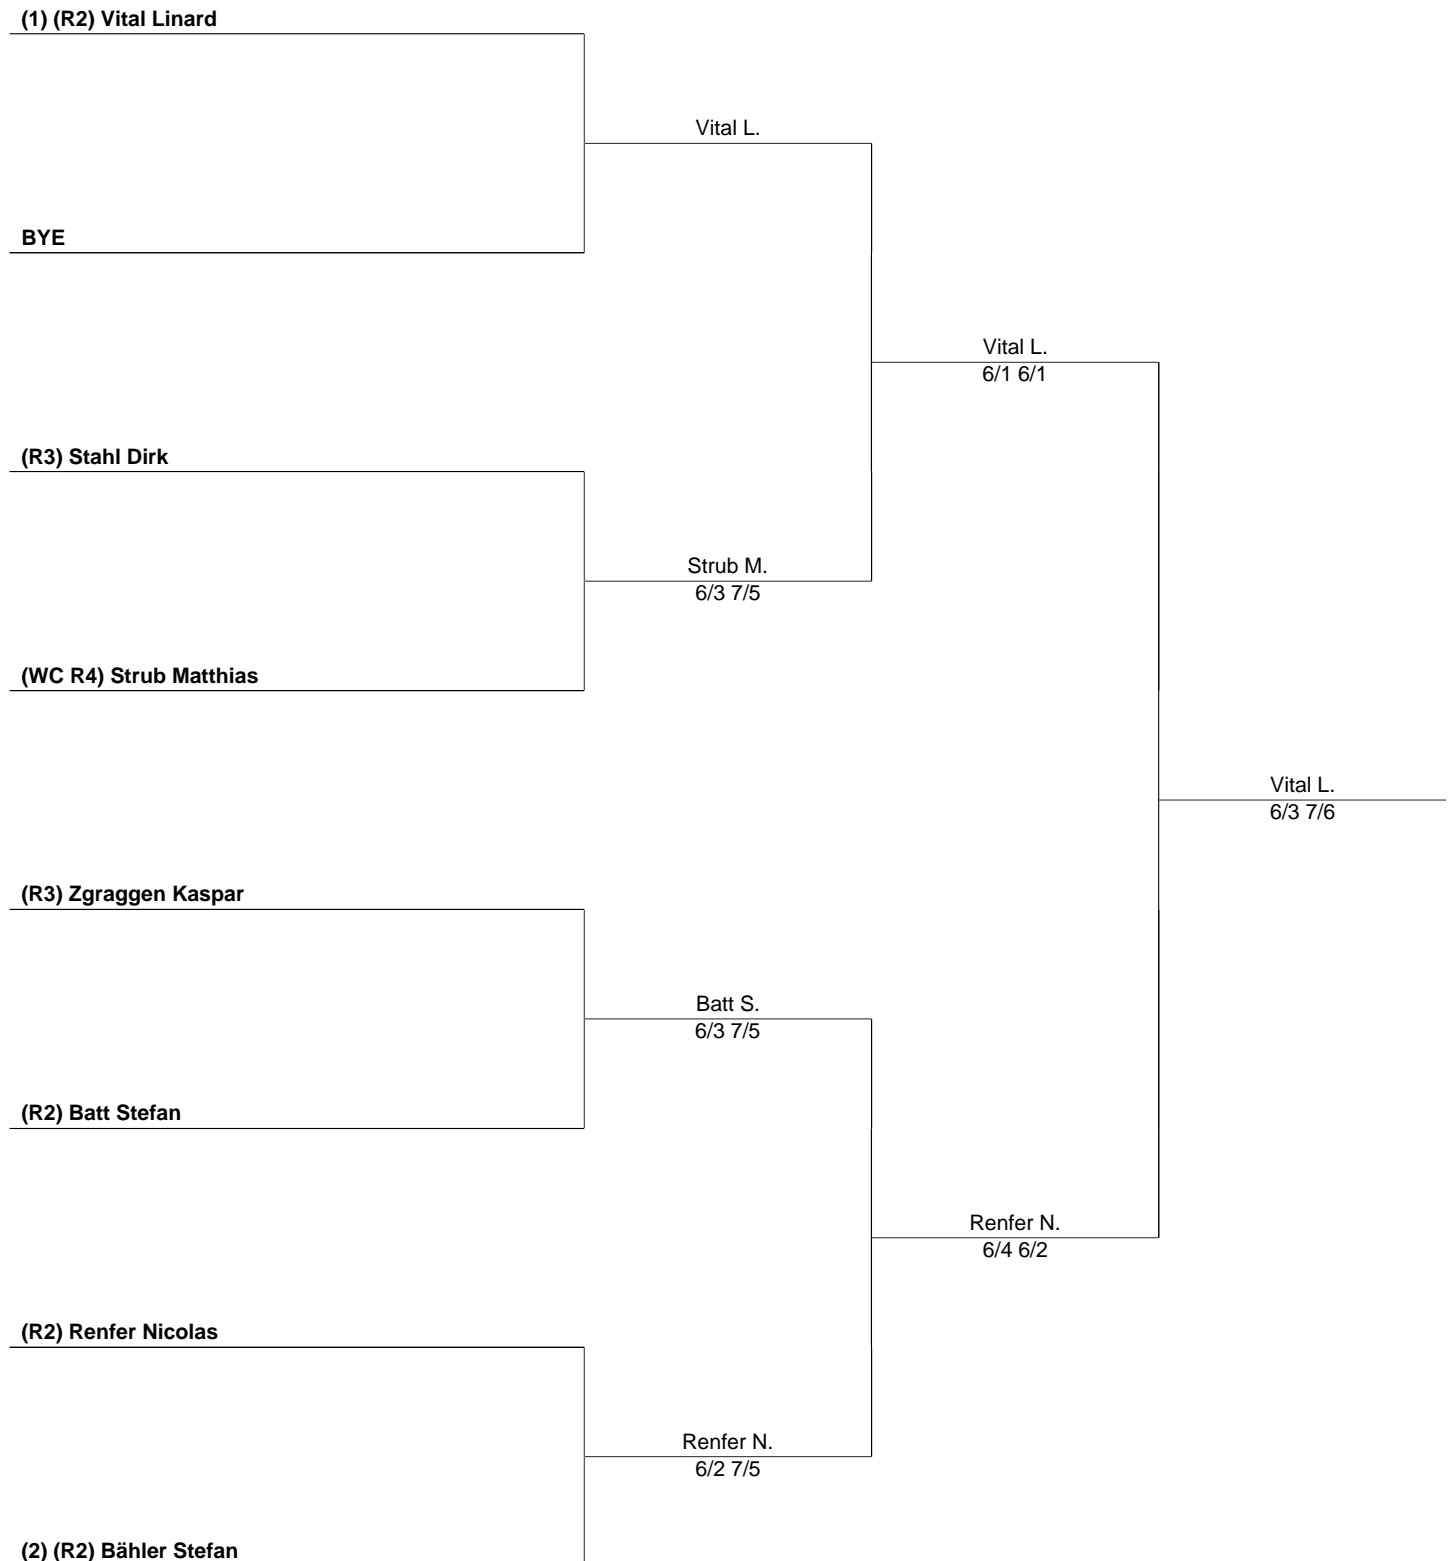 (1) (R2) Vital Linard
Vital L.
BYE
Vital L.
6/1 6/1
(R3) Stahl Dirk
Strub M.
6/3 7/5
(WC R4) Strub Matthias
Vital L.
6/3 7/6
(R3) Zgraggen Kaspar
Batt S.
6/3 7/5
(R2) Batt Stefan
Renfer N.
6/4 6/2
(R2) Renfer Nicolas
Renfer N.
6/2 7/5
(2) (R2) Bähler Stefan